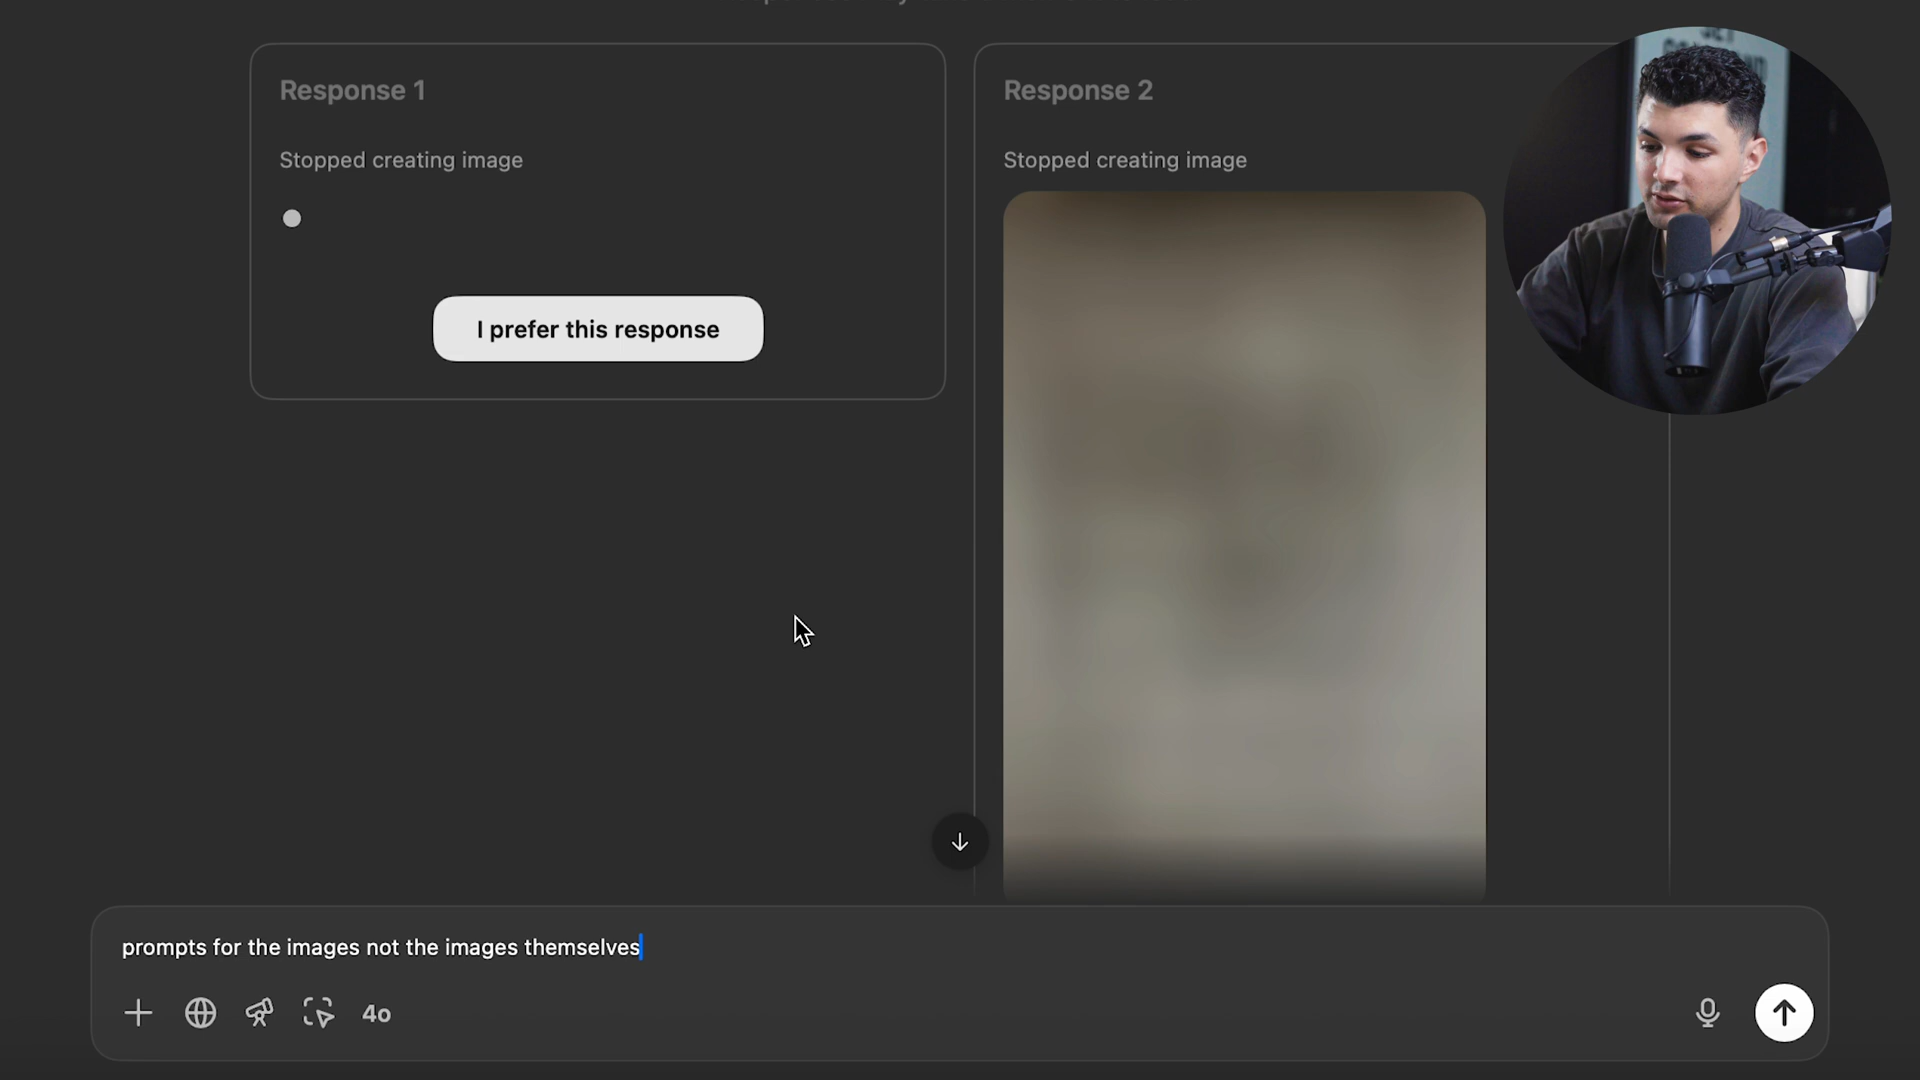 Response 1
Stopped creating image
I prefer this response
Response 2
Stopped creating image
prompts for the images not the images themselves
4o